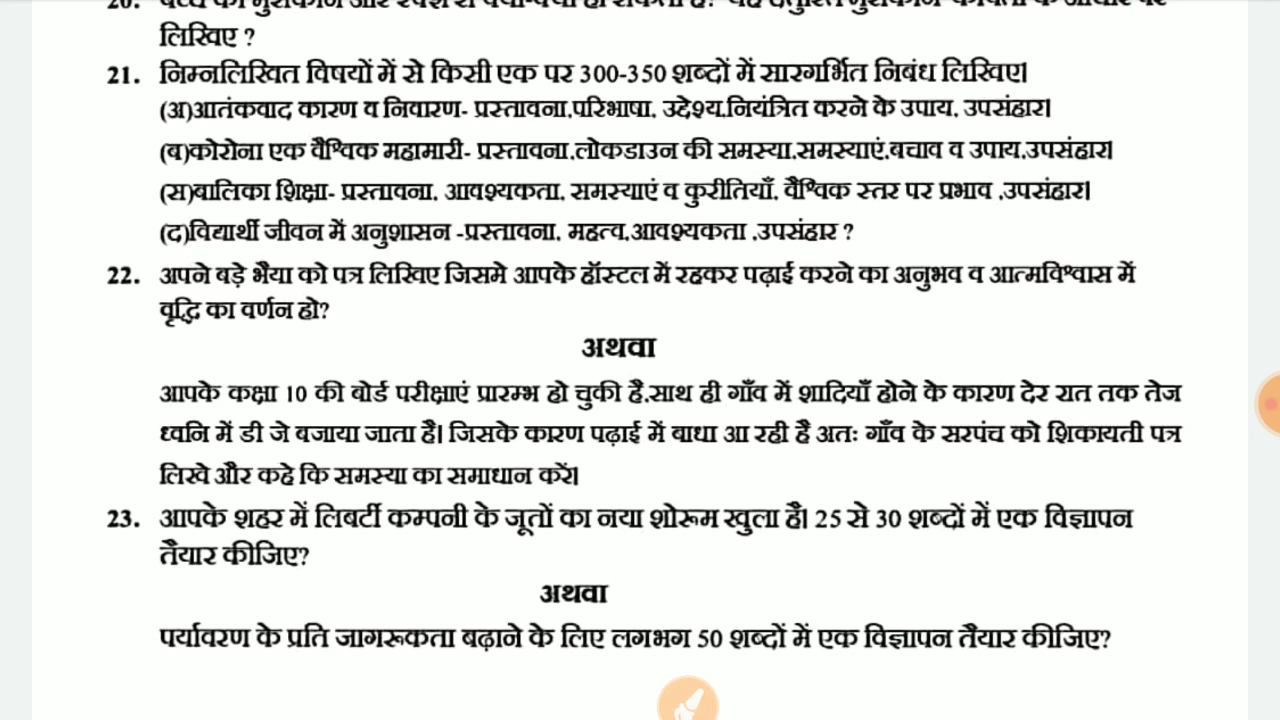 लिखिए ?
21. निम्नलिखित विषयों में से किसी एक पर 300-350 शब्दों में सारगर्भित निबंध लिखिए।
(अ)आतंकवाद कारण व निवारण- प्रस्तावना,परिभाषा, उद्देश्य,नियंत्रित करने के उपाय, उपसंहार।
(ब)कोरोना एक वैश्विक महामारी- प्रस्तावना,लोकडाउन की समस्या,समस्याएं,बचाव व उपाय,उपसंहार।
(स)बालिका शिक्षा- प्रस्तावना, आवश्यकता, समस्याएं व कुरीतियाँ, वैश्विक स्तर पर प्रभाव ,उपसंहार।
(द)विद्यार्थी जीवन में अनुशासन -प्रस्तावना, महत्व,आवश्यकता ,उपसंहार ?
22. अपने बड़े भैया को पत्र लिखिए जिसमे आपके हॉस्टल में रहकर पढ़ाई करने का अनुभव व आत्मविश्वास में
वृद्धि का वर्णन हो?
अथवा
आपके कक्षा 10 की बोर्ड परीक्षाएं प्रारम्भ हो चुकी है,साथ ही गाँव में शादियाँ होने के कारण देर रात तक तेज
ध्वनि में डी जे बजाया जाता है। जिसके कारण पढ़ाई में बाधा आ रही है अतः गाँव के सरपंच को शिकायती पत्र
लिखे और कहे कि समस्या का समाधान करें।
23. आपके शहर में लिबर्टी कम्पनी के जूतों का नया शोरूम खुला है। 25 से 30 शब्दों में एक विज्ञापन
तैयार कीजिए?
अथवा
पर्यावरण के प्रति जागरूकता बढ़ाने के लिए लगभग 50 शब्दों में एक विज्ञापन तैयार कीजिए?